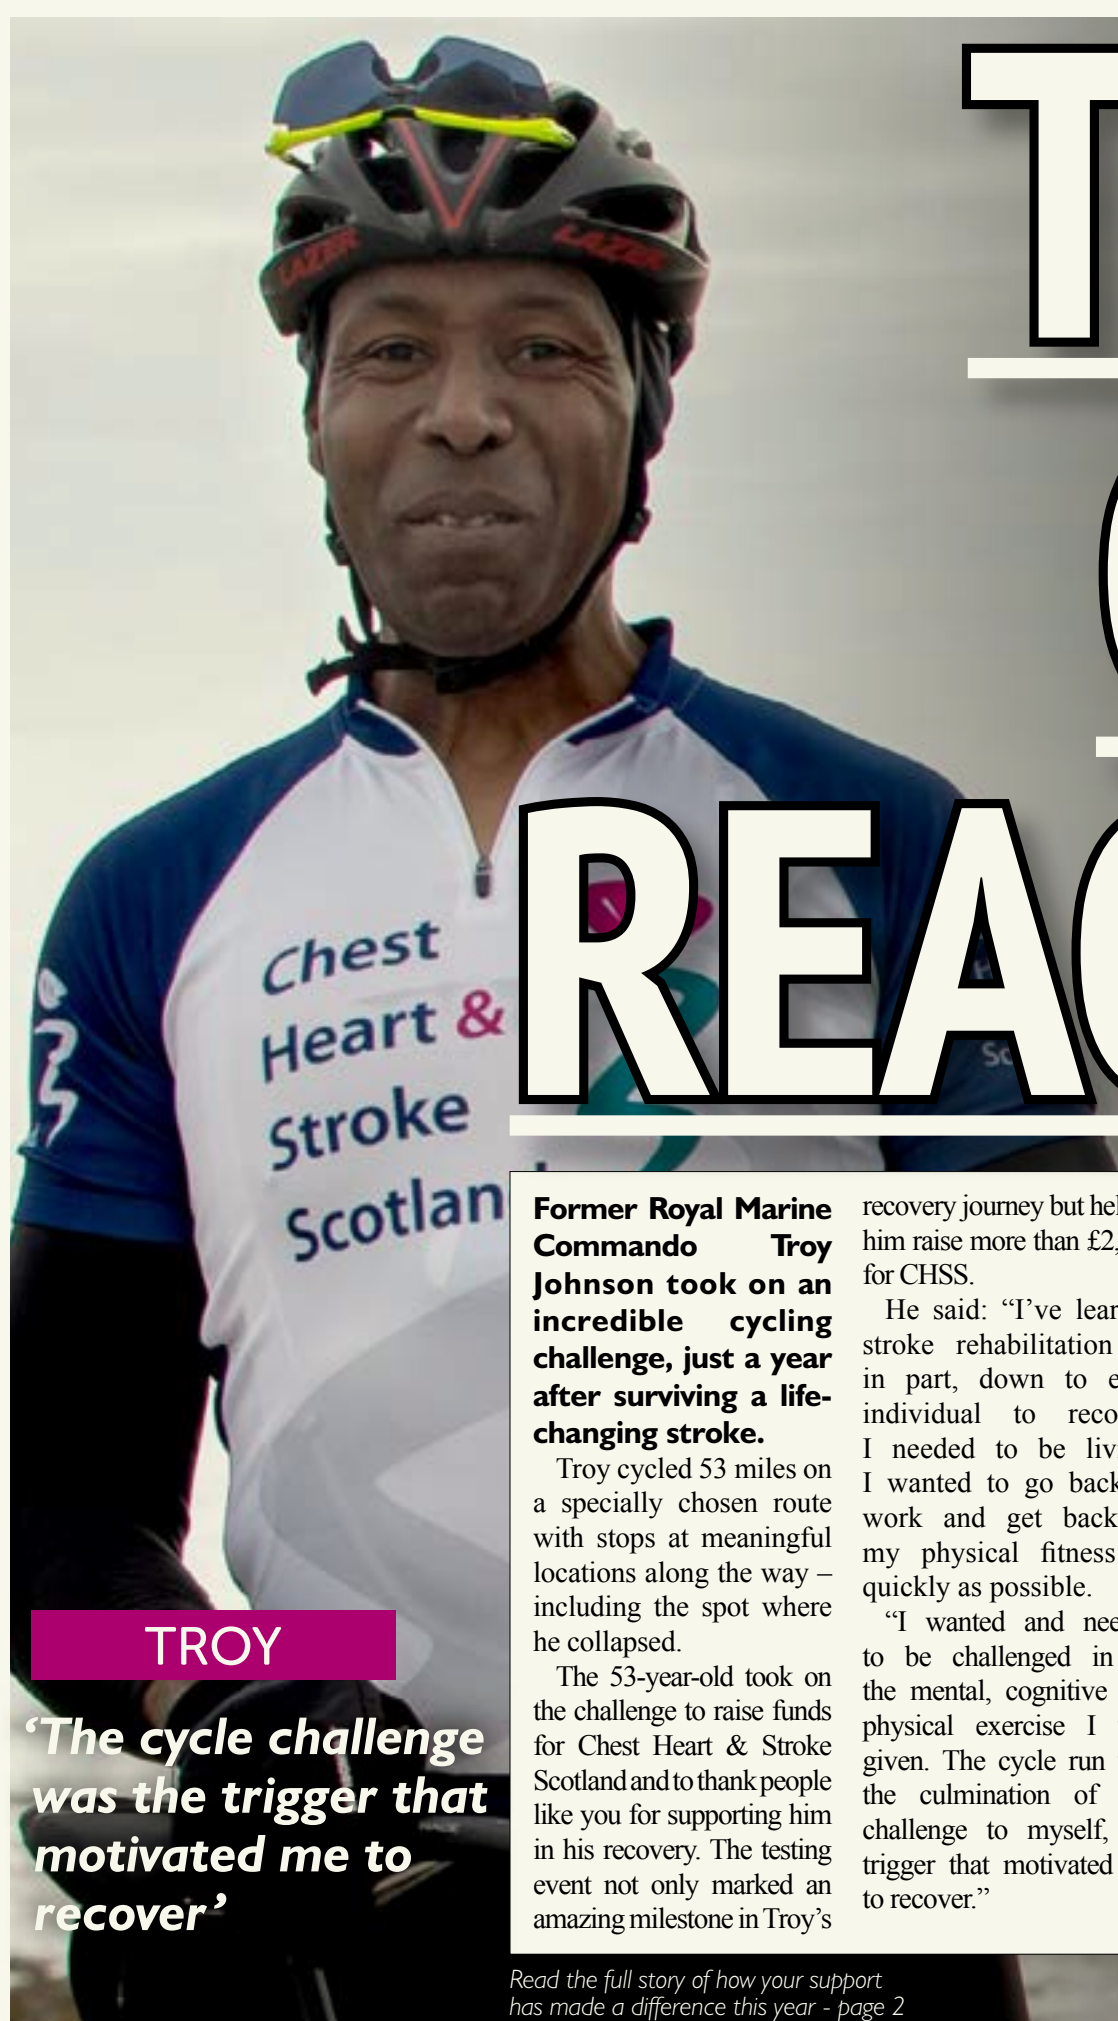 T
REAC
LAZER
LAZER
Chest
Heart &
Stroke
Scotlan
TROY
‘The cycle challenge
was the trigger that
motivated me to
recover’
Former Royal Marine
Commando Troy
Johnson took on an
incredible cycling
challenge, just a year
after surviving a life-
changing stroke.
Troy cycled 53 miles on
a specially chosen route
with stops at meaningful
locations along the way –
including the spot where
he collapsed.
The 53-year-old took on
the challenge to raise funds
for Chest Heart & Stroke
Scotland and to thank people
like you for supporting him
in his recovery. The testing
event not only marked an
amazing milestone in Troy’s
recovery journey but hel
him raise more than £2,
for CHSS.
He said: “I’ve lear
stroke rehabilitation
in part, down to e
individual to reco
I needed to be liv
I wanted to go back
work and get back
my physical fitness
quickly as possible.
“I wanted and nee
to be challenged in
the mental, cognitive
physical exercise I
given. The cycle run
the culmination of
challenge to myself,
trigger that motivated
to recover.”
Read the full story of how your support
has made a difference this year - page 2